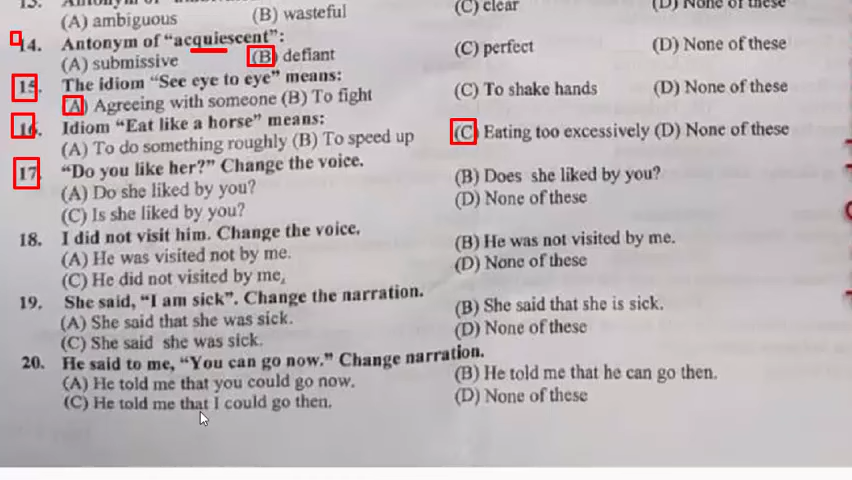 (A) ambiguous (B) wasteful (C) clear (D) None of these
14. Antonym of "acquiescent":
(A) submissive (B) defiant (C) perfect (D) None of these
15. The idiom "See eye to eye" means:
(A) Agreeing with someone (B) To fight (C) To shake hands (D) None of these
16. Idiom "Eat like a horse" means:
(A) To do something roughly (B) To speed up (C) Eating too excessively (D) None of these
17. "Do you like her?" Change the voice.
(A) Do she liked by you? (B) Does she liked by you?
(C) Is she liked by you? (D) None of these
18. I did not visit him. Change the voice.
(A) He was visited not by me. (B) He was not visited by me.
(C) He did not visited by me. (D) None of these
19. She said, "I am sick". Change the narration.
(A) She said that she was sick. (B) She said that she is sick.
(C) She said she was sick. (D) None of these
20. He said to me, "You can go now." Change narration.
(A) He told me that you could go now. (B) He told me that he can go then.
(C) He told me that I could go then. (D) None of these